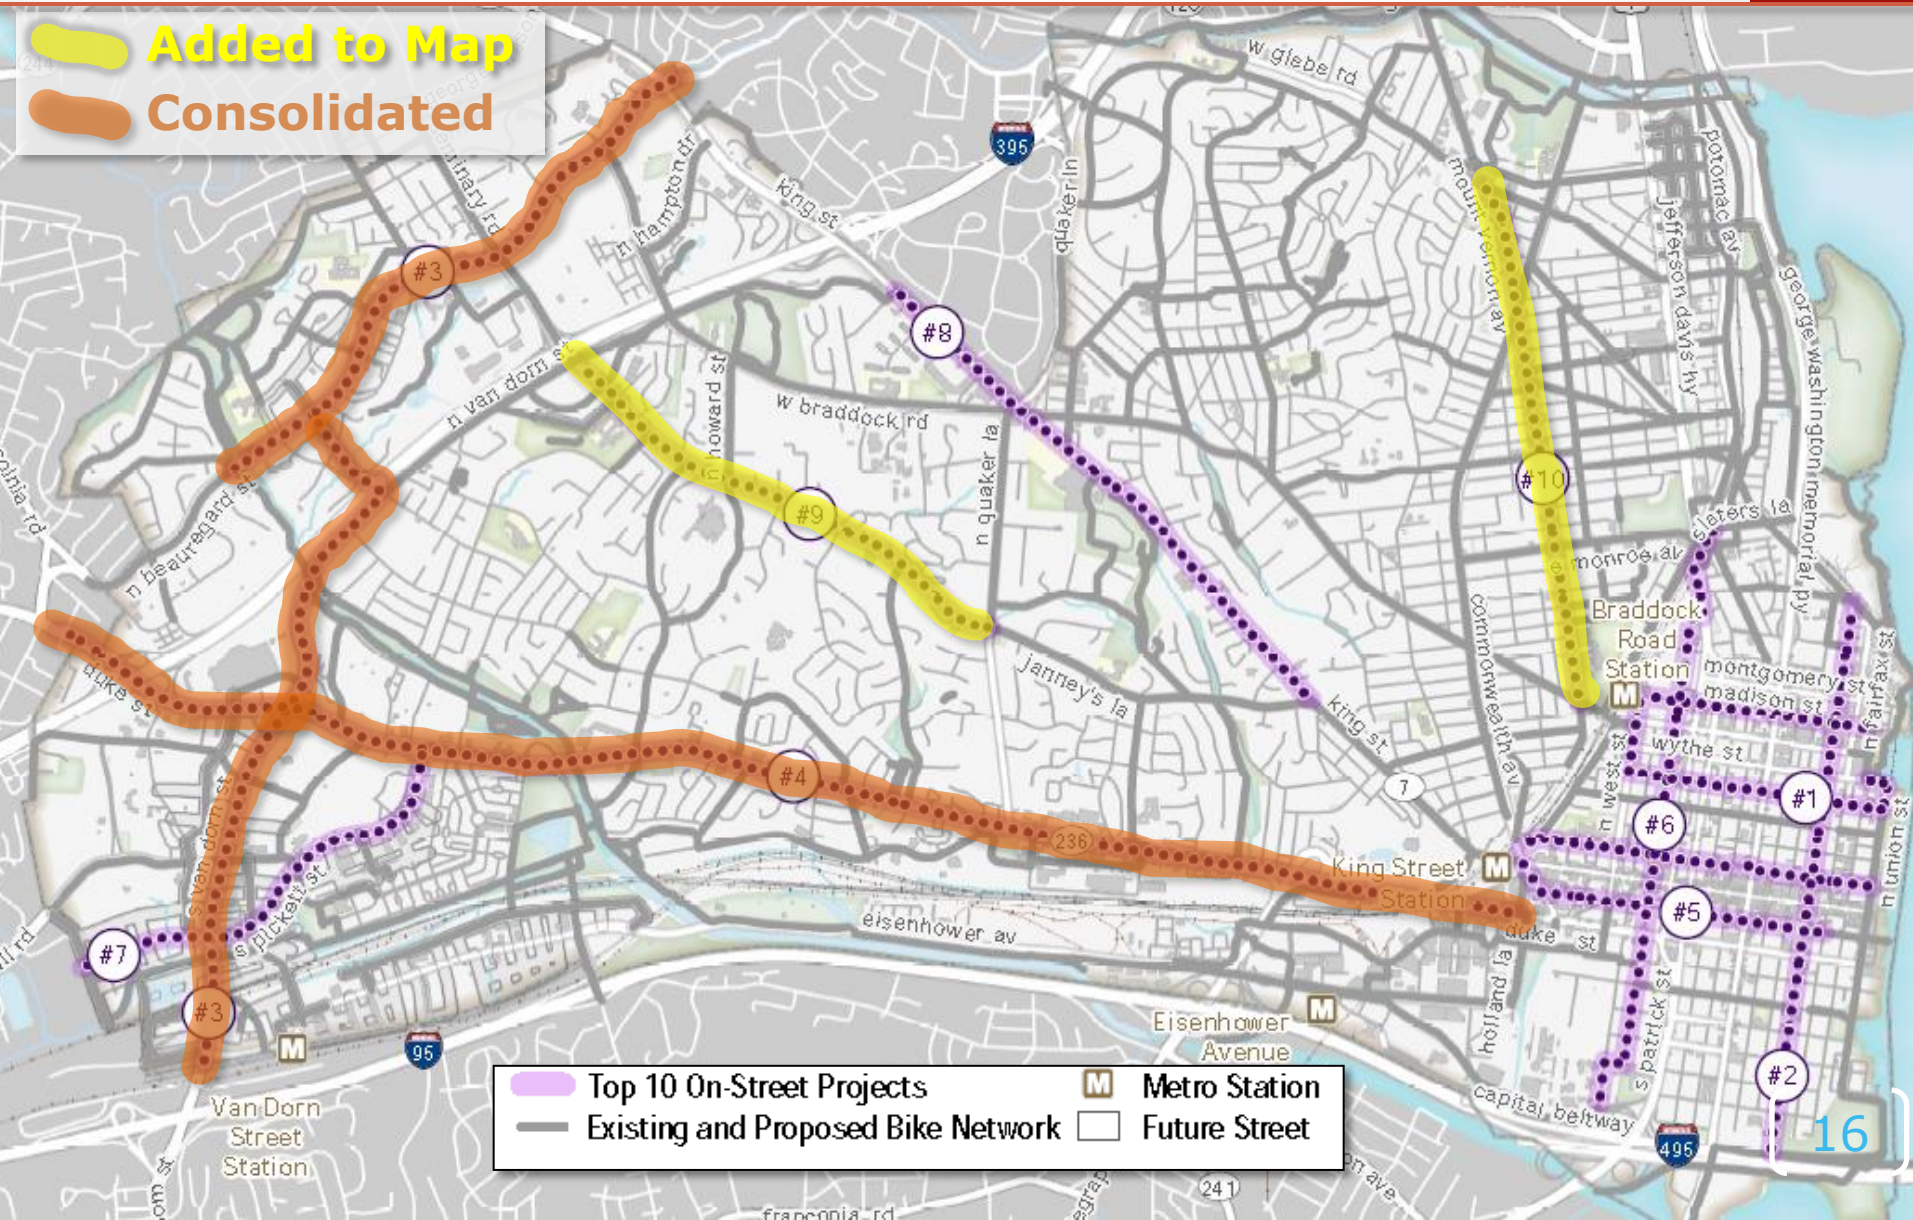 Added to Map
Consolidated
w glebe rd
395
n hampton dr
king st
quaker ln
mount vernon av
potomac av
jefferson davis hy
george washington memorial py
#3
#8
n van dorn st
n howard st
w braddock rd
n quaker la
#10
#9
n beauregard st
slaters la
e monroe av
Braddock
Road
Station
M
commonwealth av
montgomery st
madison st
n fairfax st
duke st
janney's la
king st
wythe st
n west st
7
#4
#1
#6
n union st
236
King Street
Station
M
s van dorn st
s pickett st
#5
eisenhower av
duke st
#7
holland la
s patrick st
#3
M
95
Eisenhower
Avenue
M
#2
Van Dorn
Street
Station
capital beltway
495
16
Top 10 On-Street Projects
M Metro Station
Existing and Proposed Bike Network
Future Street
241
franconia rd